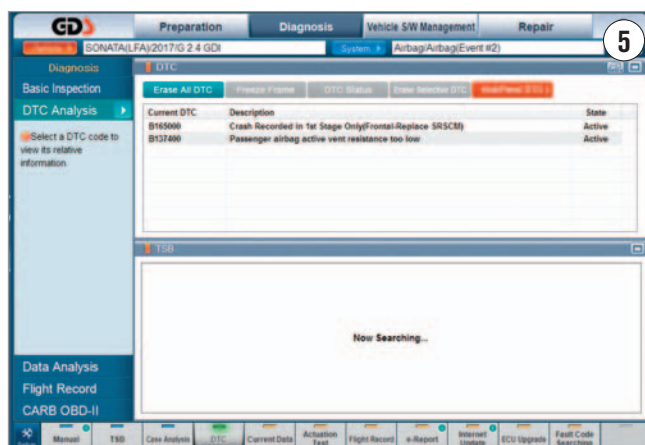 GDS Preparation Diagnosis Vehicle S/W Management Repair
5
SONATA(LFA)/2017/G 2.4 GDI System Airbag/Airbag(Event #2)
Diagnosis
Basic Inspection
DTC Analysis
Select a DTC code to
view its relative
information.
Data Analysis
Flight Record
CARB OBD-II
DTC
Erase All DTC Freeze Frame DTC Status Erase Selective DTC
Current DTC Description State
B165000 Crash Recorded in 1st Stage Only(Frontal-Replace SRSCM) Active
B137400 Passenger airbag active vent resistance too low Active
TSB
Now Searching...
Manual TSB Case Analysis DTC Current Data Actuation Test Flight Record e-Report Internet Update ECU Upgrade Fault Code Searching